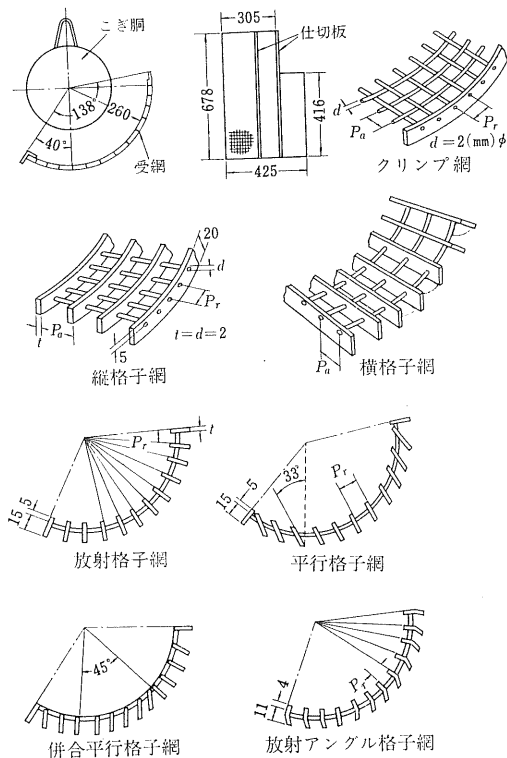 こぎ胴
138°
260
40°
受網
305
仕切板
678
416
425
d
Pa
Pr
d=2(mm)φ
クリンプ網
20
d
Pr
t
Pa
15
t=d=2
縦格子網
Pa
横格子網
Pr
t
5
15
放射格子網
33°
Pr
5
15
平行格子網
45°
併合平行格子網
Pr
4
11
放射アングル格子網